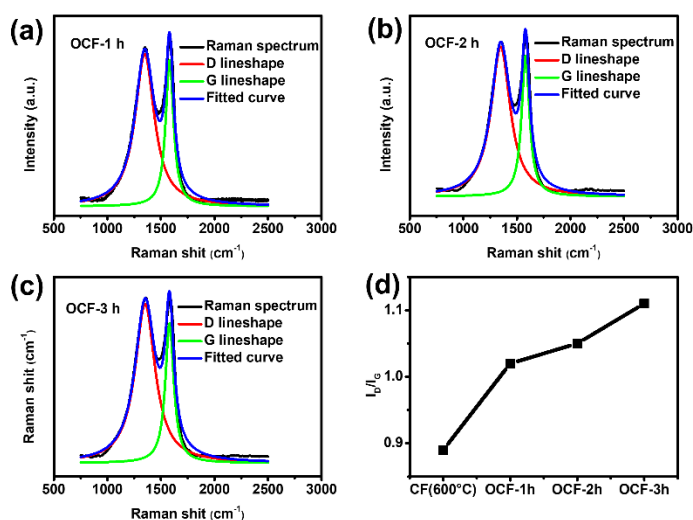 (a)
OCF-1 h
Raman spectrum
D lineshape
G lineshape
Fitted curve
Intensity (a.u.)
500 1000 1500 2000 2500 3000
Raman shit (cm-1)
(b)
OCF-2 h
Raman spectrum
D lineshape
G lineshape
Fitted curve
Intensity (a.u.)
500 1000 1500 2000 2500 3000
Raman shit (cm-1)
(c)
OCF-3 h
Raman spectrum
D lineshape
G lineshape
Fitted curve
Raman shit (cm-1)
500 1000 1500 2000 2500 3000
Raman shit (cm-1)
(d)
1.1
1.0
0.9
ID/IG
CF(600°C) OCF-1h OCF-2h OCF-3h